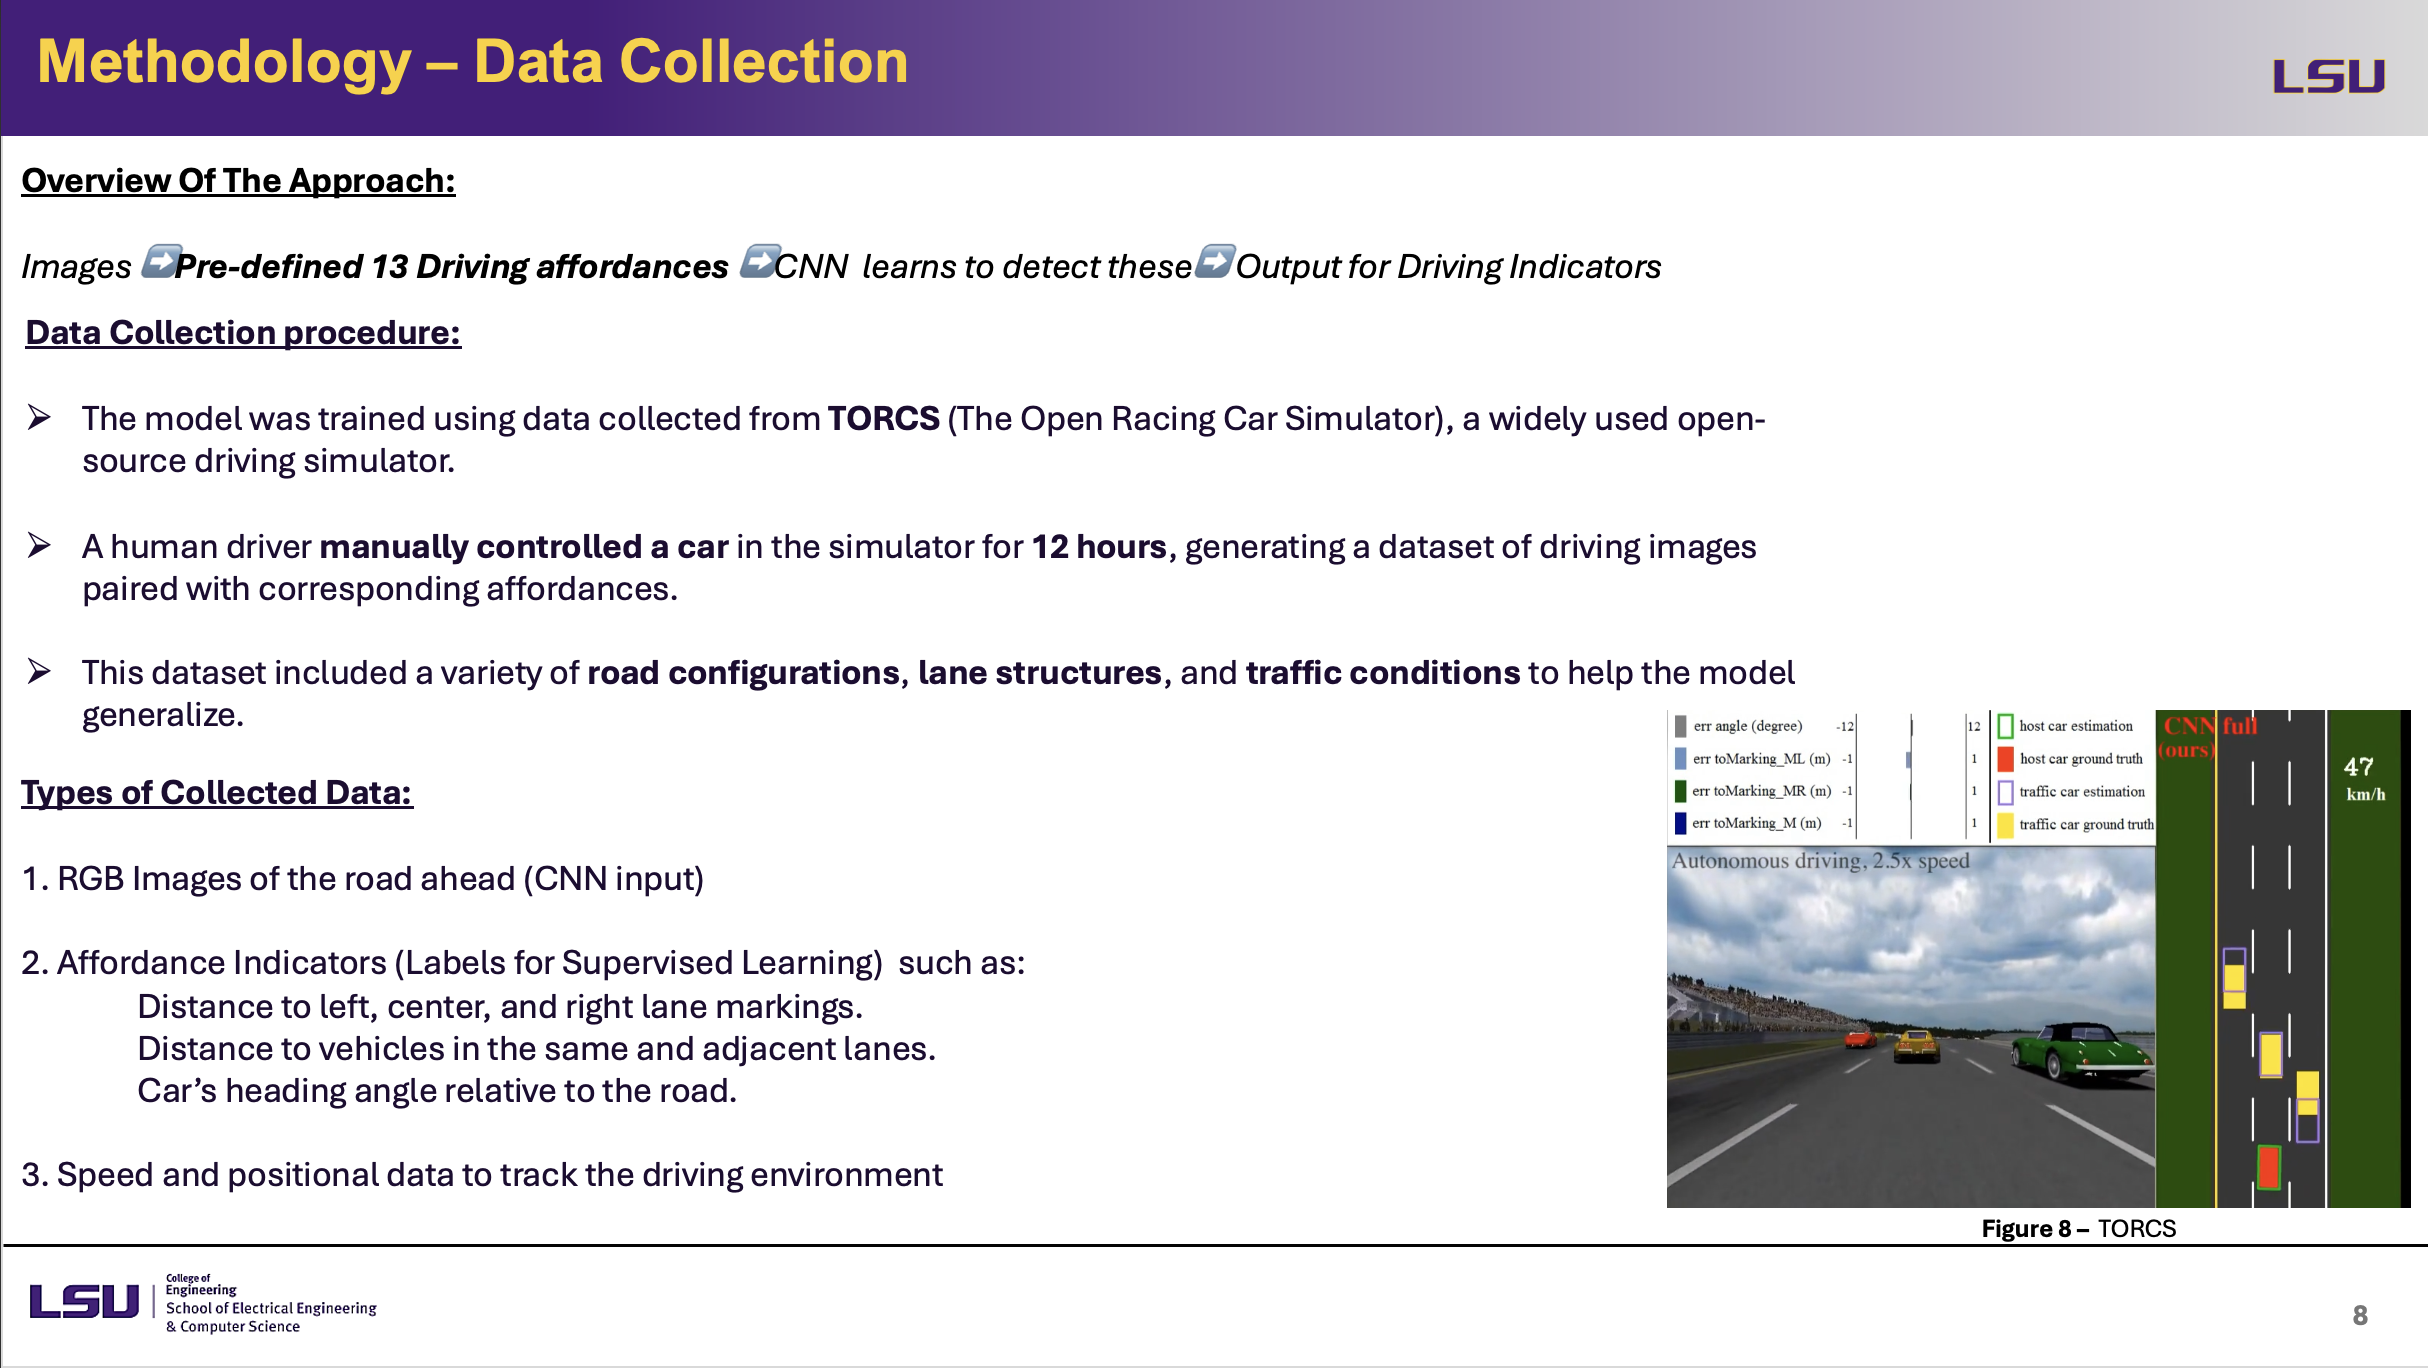 Methodology – Data Collection
LSU
Overview Of The Approach:
Images ➡Pre-defined 13 Driving affordances ➡CNN learns to detect these➡Output for Driving Indicators
Data Collection procedure:
➢ The model was trained using data collected from TORCS (The Open Racing Car Simulator), a widely used open-
source driving simulator.
➢ A human driver manually controlled a car in the simulator for 12 hours, generating a dataset of driving images
paired with corresponding affordances.
➢ This dataset included a variety of road configurations, lane structures, and traffic conditions to help the model
generalize.
Types of Collected Data:
1. RGB Images of the road ahead (CNN input)
2. Affordance Indicators (Labels for Supervised Learning) such as:
Distance to left, center, and right lane markings.
Distance to vehicles in the same and adjacent lanes.
Car’s heading angle relative to the road.
3. Speed and positional data to track the driving environment
err angle (degree) -12 12
err toMarking_ML (m) -1 1
err toMarking_MR (m) -1 1
err toMarking_M (m) -1 1
host car estimation
host car ground truth
traffic car estimation
traffic car ground truth
CNN full
(ours)
47
km/h
Autonomous driving, 2.5x speed
Figure 8 – TORCS
LSU
College of
Engineering
School of Electrical Engineering
& Computer Science
8